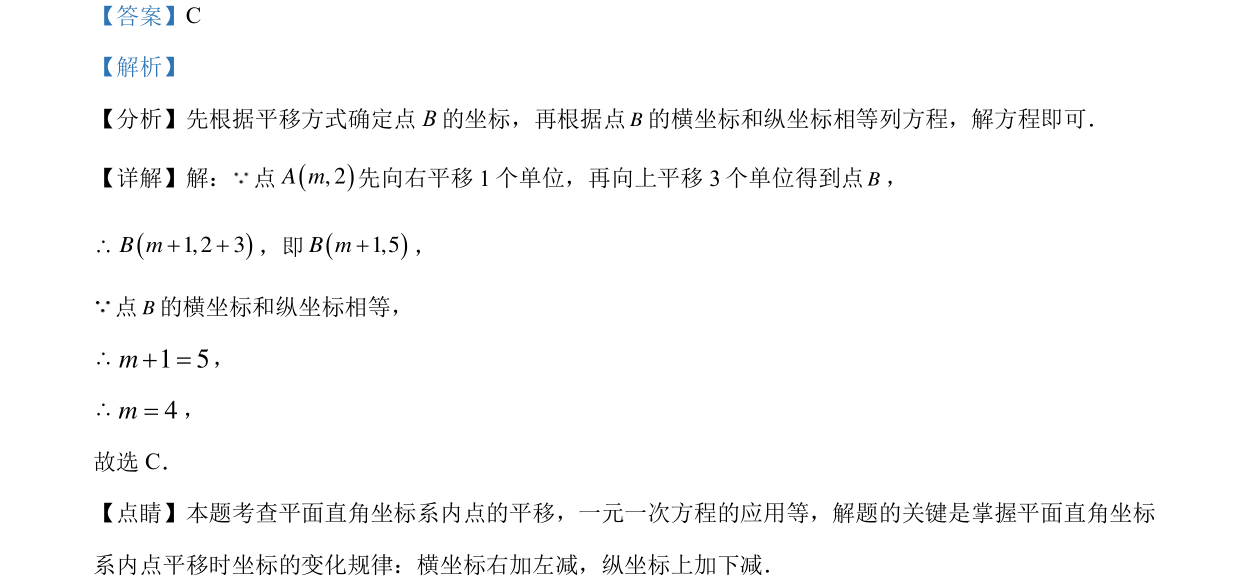 【答案】C
【解析】
【分析】先根据平移方式确定点 B 的坐标，再根据点 B 的横坐标和纵坐标相等列方程，解方程即可．
【详解】解：∵点 A(m,2)先向右平移 1 个单位，再向上平移 3 个单位得到点 B，
∴ B(m+1,2+3)，即 B(m+1,5)，
∵点 B 的横坐标和纵坐标相等，
∴ m+1=5，
∴ m=4，
故选 C．
【点睛】本题考查平面直角坐标系内点的平移，一元一次方程的应用等，解题的关键是掌握平面直角坐标
系内点平移时坐标的变化规律：横坐标右加左减，纵坐标上加下减．